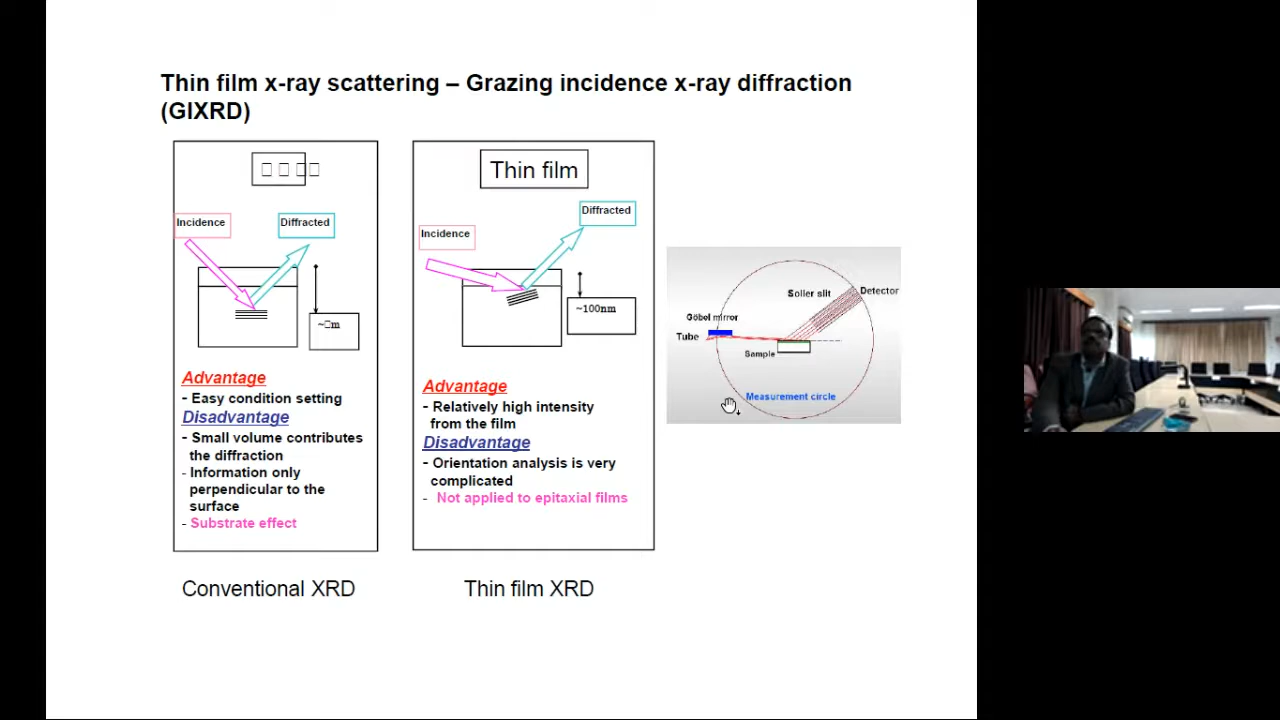 Thin film x-ray scattering – Grazing incidence x-ray diffraction
(GIXRD)
Incidence
Diffracted
~□m
Advantage
- Easy condition setting
Disadvantage
- Small volume contributes
the diffraction
- Information only
perpendicular to the
surface
- Substrate effect
Conventional XRD
Thin film
Incidence
Diffracted
~100nm
Advantage
- Relatively high intensity
from the film
Disadvantage
- Orientation analysis is very
complicated
- Not applied to epitaxial films
Thin film XRD
Soller slit
Detector
Göbel mirror
Tube
Sample
Measurement circle